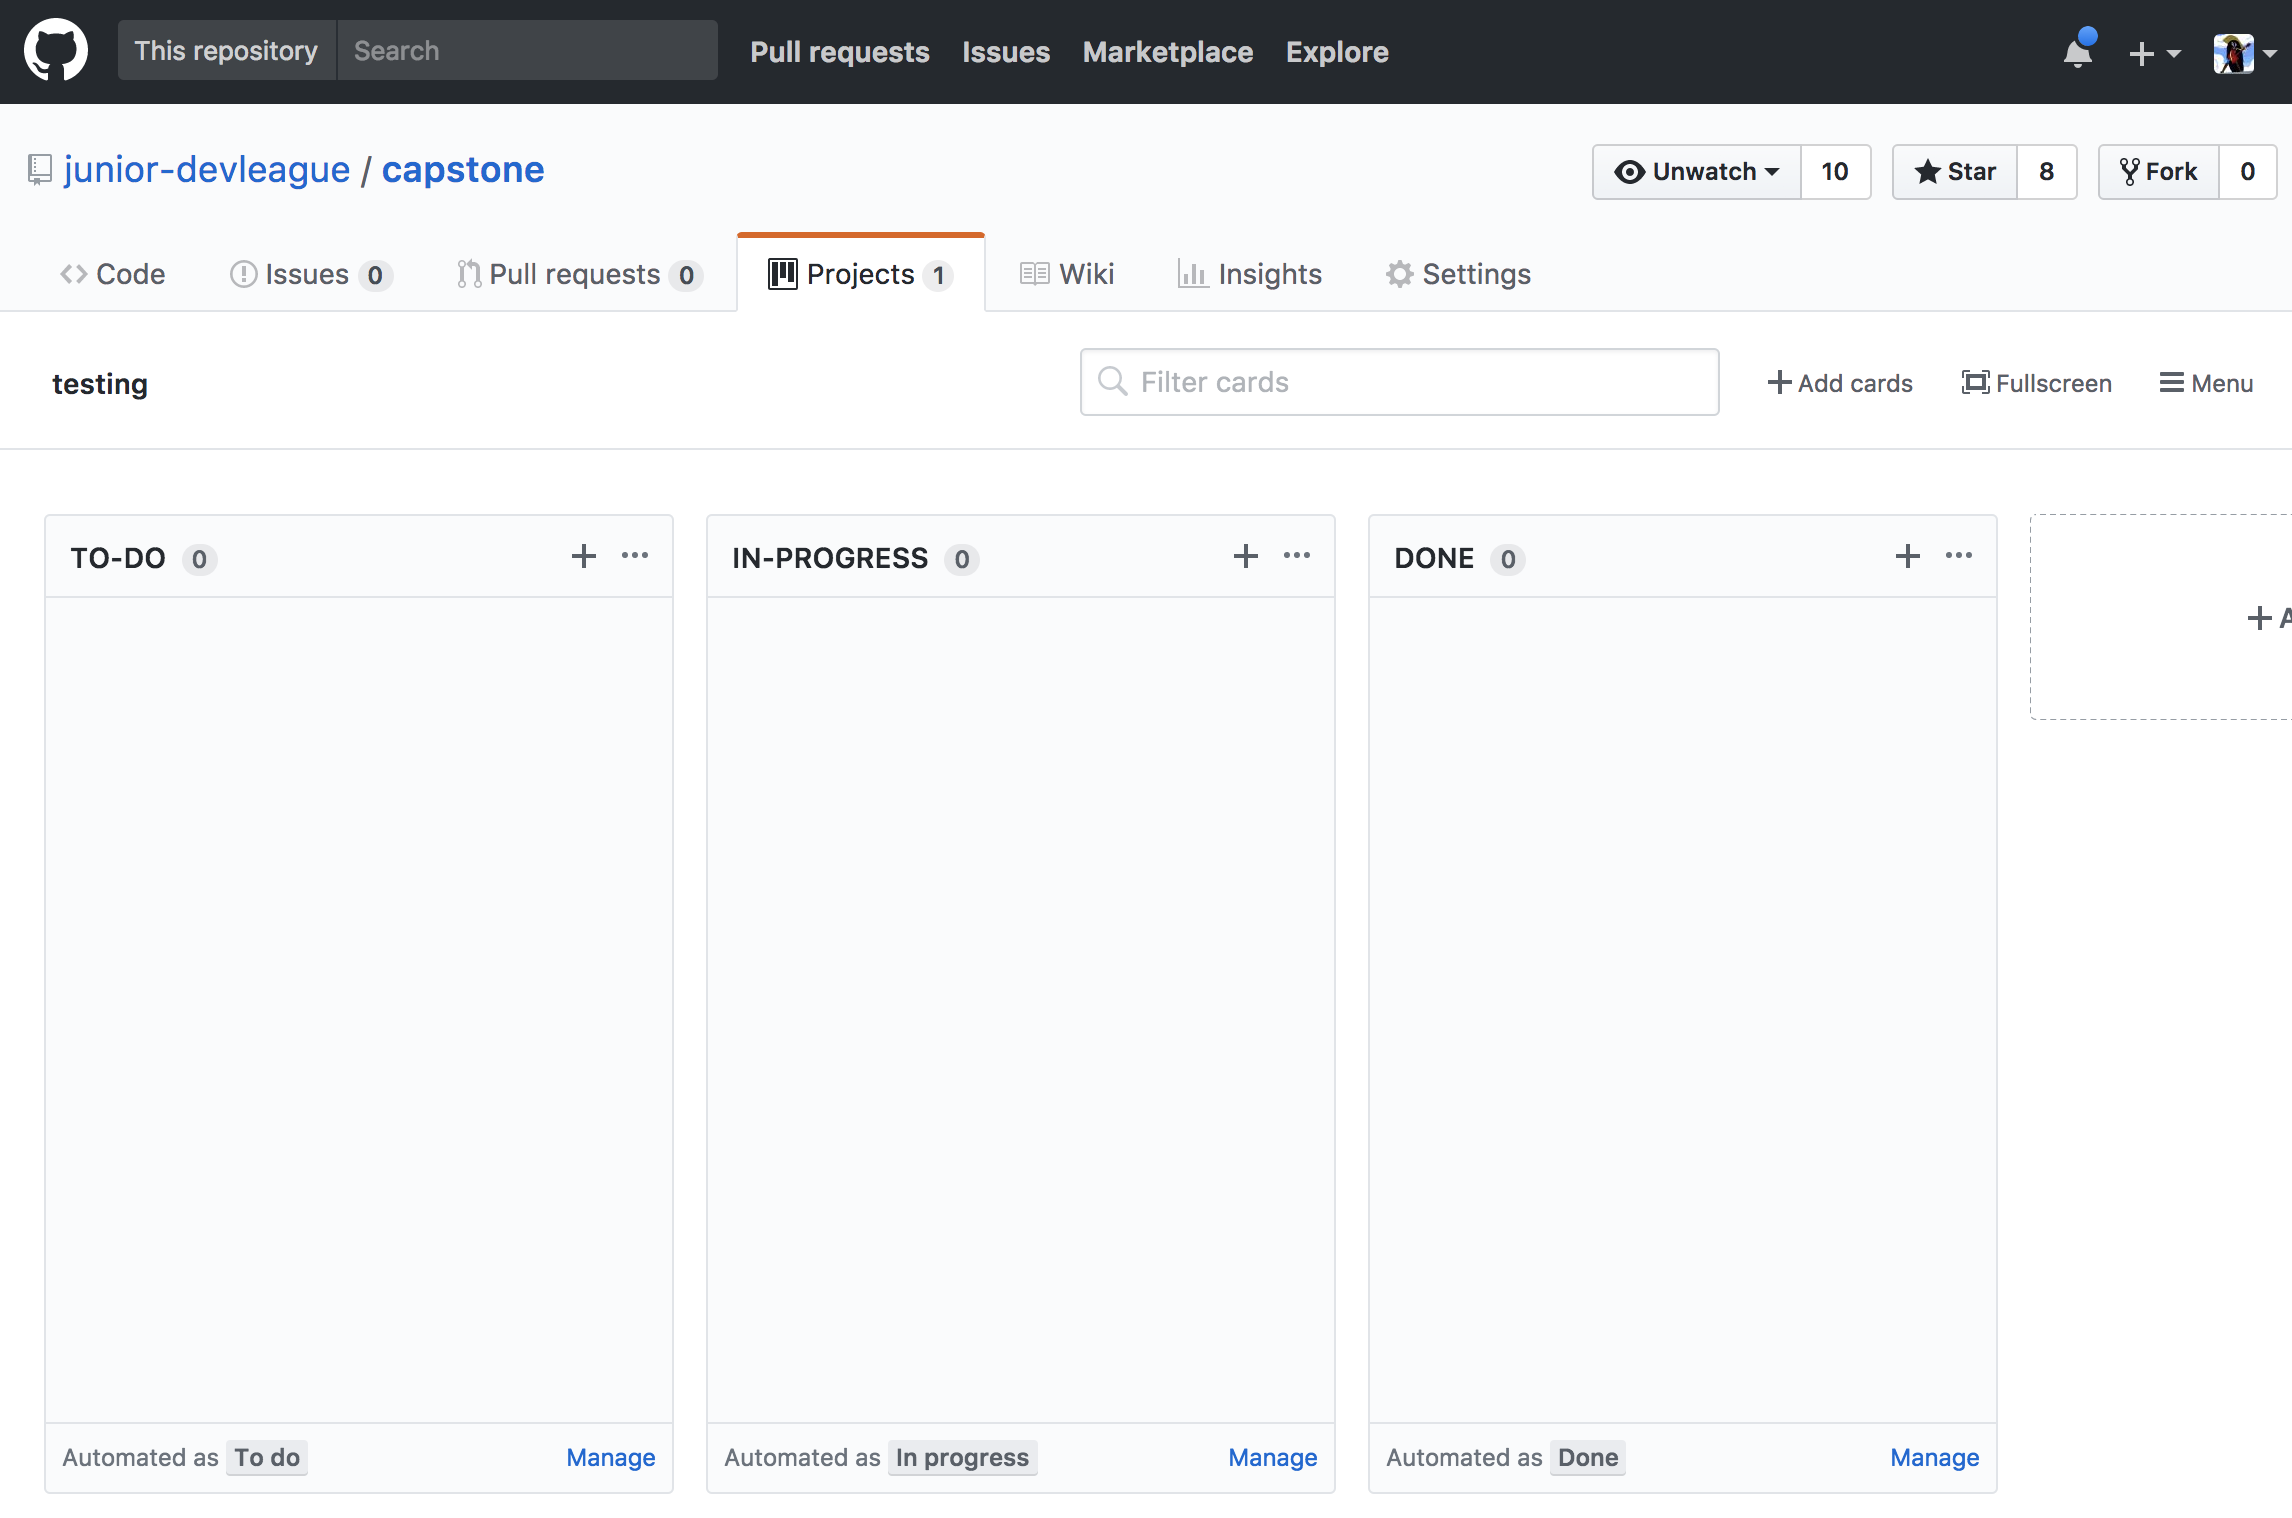 This repository Search Pull requests Issues Marketplace Explore
junior-devleague / capstone Unwatch 10 Star 8 Fork 0
Code Issues 0 Pull requests 0 Projects 1 Wiki Insights Settings
testing Filter cards Add cards Fullscreen Menu
TO-DO 0 IN-PROGRESS 0 DONE 0
A
Automated as To do Manage Automated as In progress Manage Automated as Done Manage